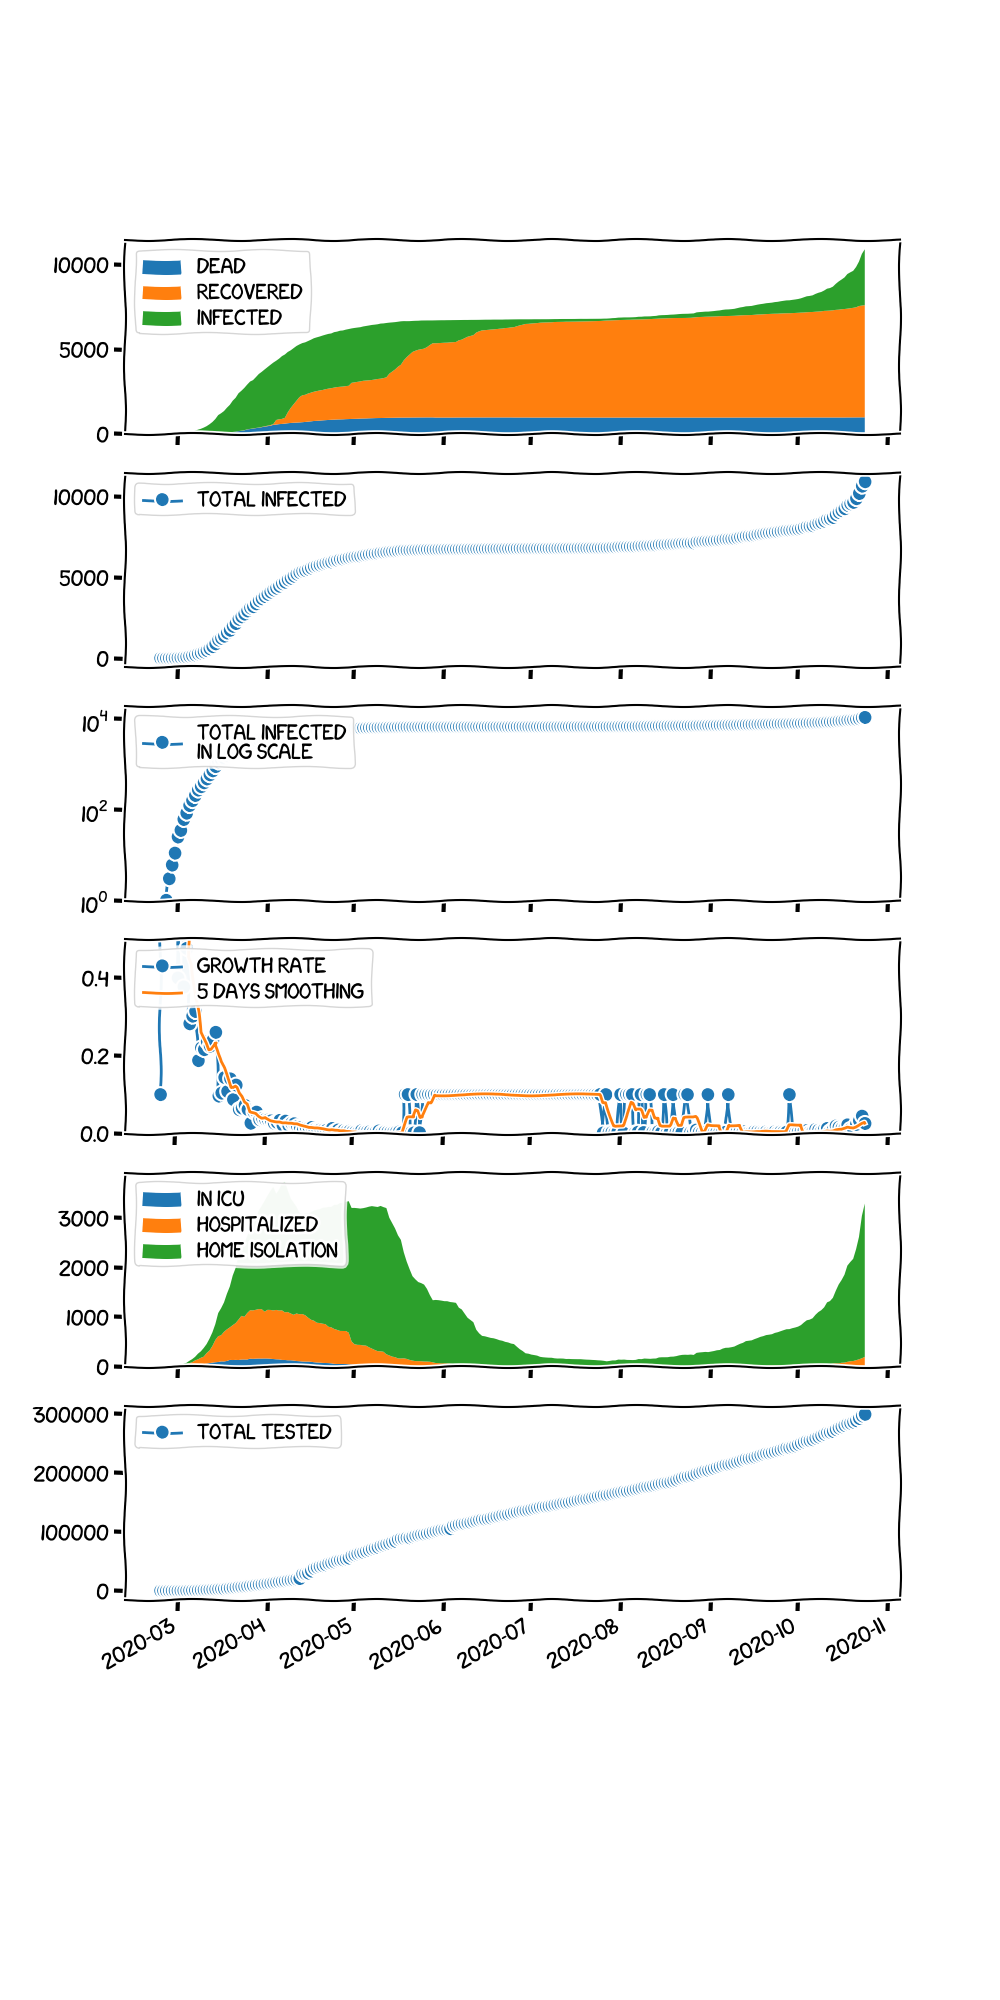 10000
5000
0
DEAD
RECOVERED
INFECTED
10000
5000
0
TOTAL INFECTED
10⁴
10²
10⁰
TOTAL INFECTED
IN LOG SCALE
0.4
0.2
0.0
GROWTH RATE
5 DAYS SMOOTHING
3000
2000
1000
0
IN ICU
HOSPITALIZED
HOME ISOLATION
300000
200000
100000
0
TOTAL TESTED
2020-03 2020-04 2020-05 2020-06 2020-07 2020-08 2020-09 2020-10 2020-11